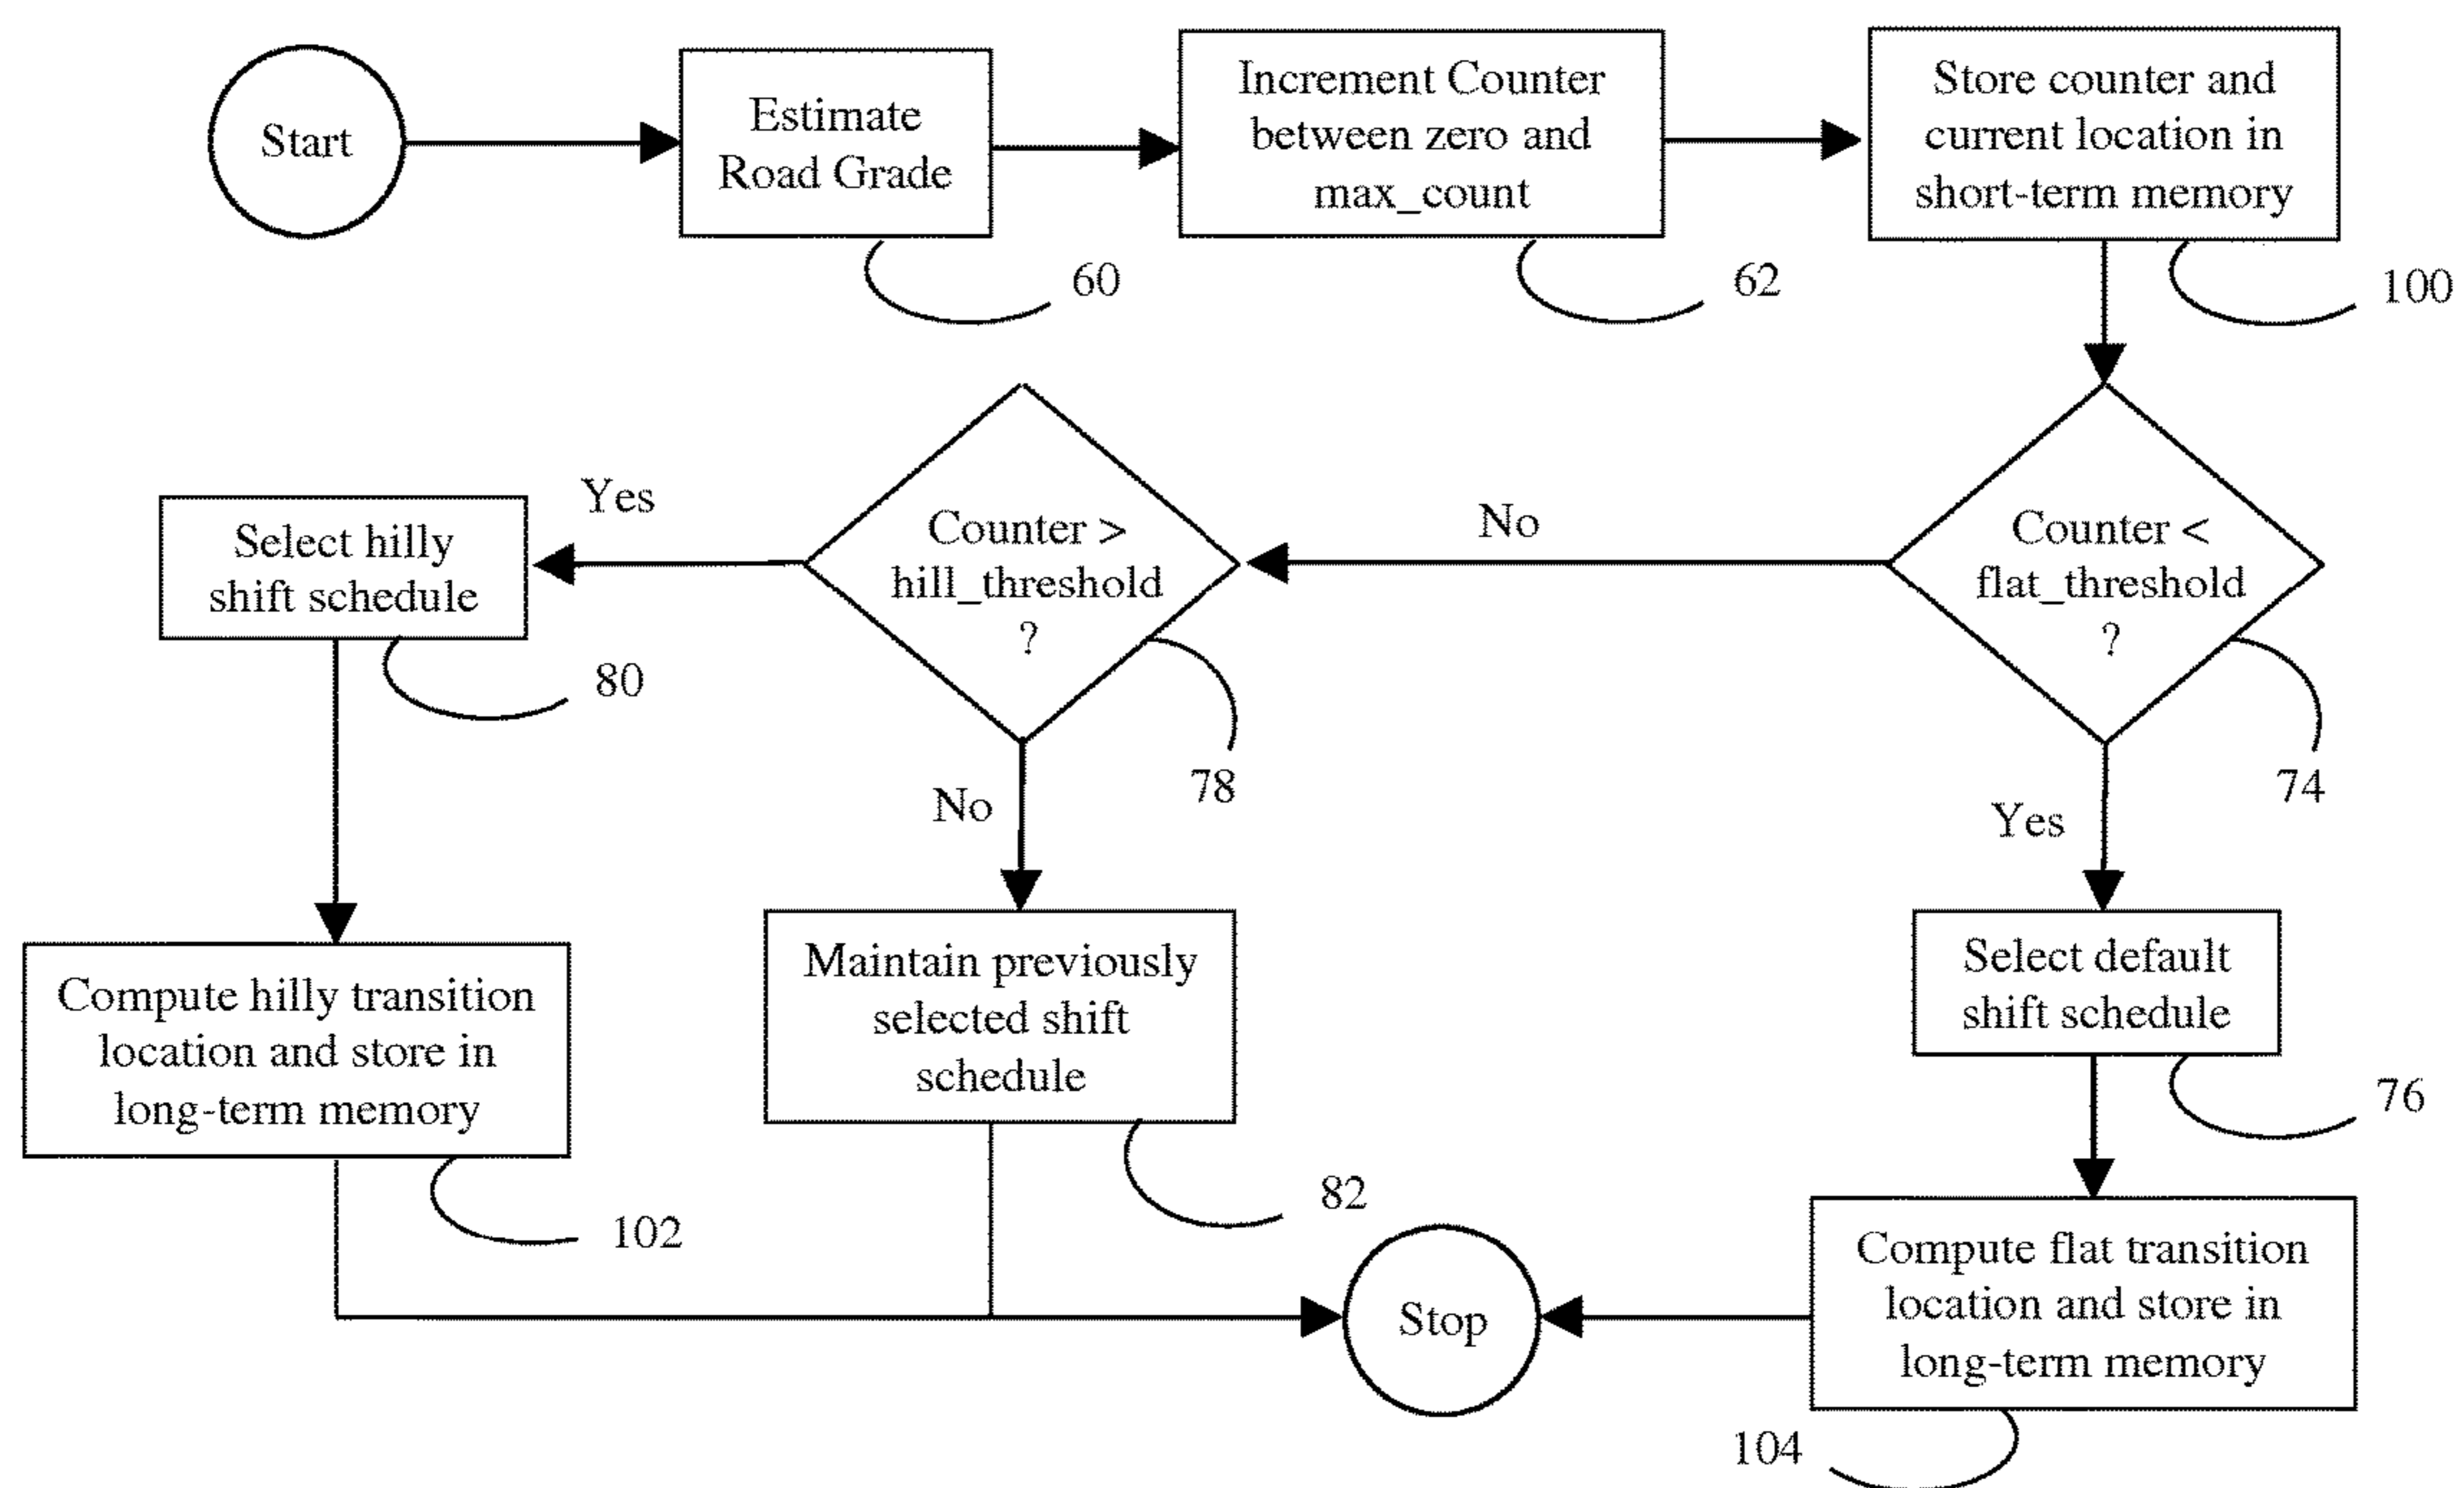 Start
Estimate
Road Grade
60
Increment Counter
between zero and
max_count
62
Store counter and
current location in
short-term memory
100
Counter <
flat_threshold
?
74
No
Yes
Counter >
hill_threshold
?
78
Yes
No
Select hilly
shift schedule
80
Compute hilly transition
location and store in
long-term memory
102
Maintain previously
selected shift
schedule
82
Select default
shift schedule
76
Compute flat transition
location and store in
long-term memory
104
Stop